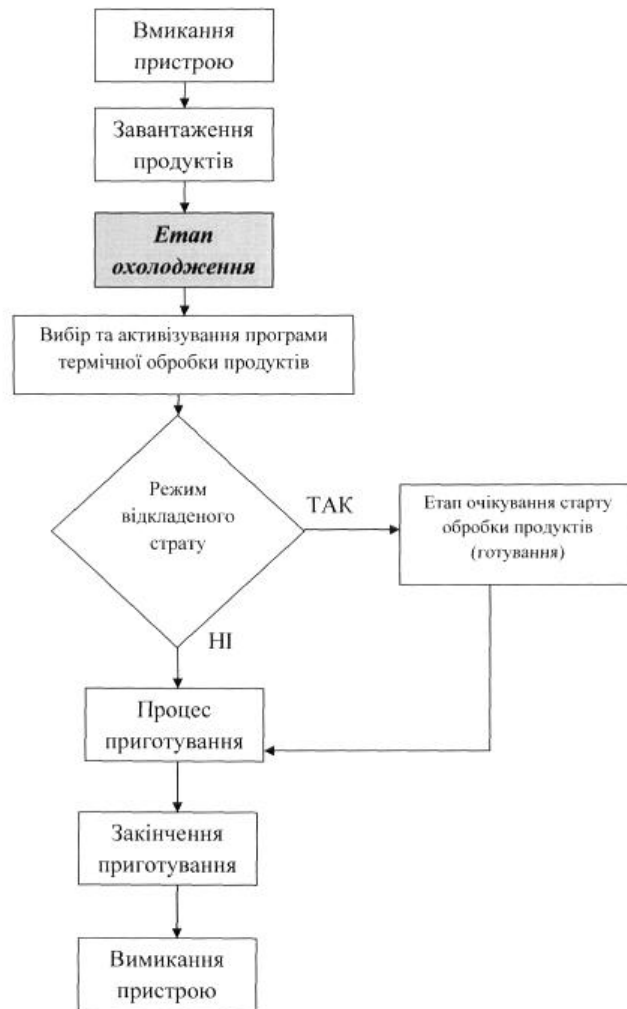 Вмикання
пристрою
Завантаження
продуктів
Етап
охолодження
Вибір та активізування програми
термічної обробки продуктів
Режим
відкладеного
страту
ТАК
Етап очікування старту
обробки продуктів
(готування)
НІ
Процес
приготування
Закінчення
приготування
Вимикання
пристрою